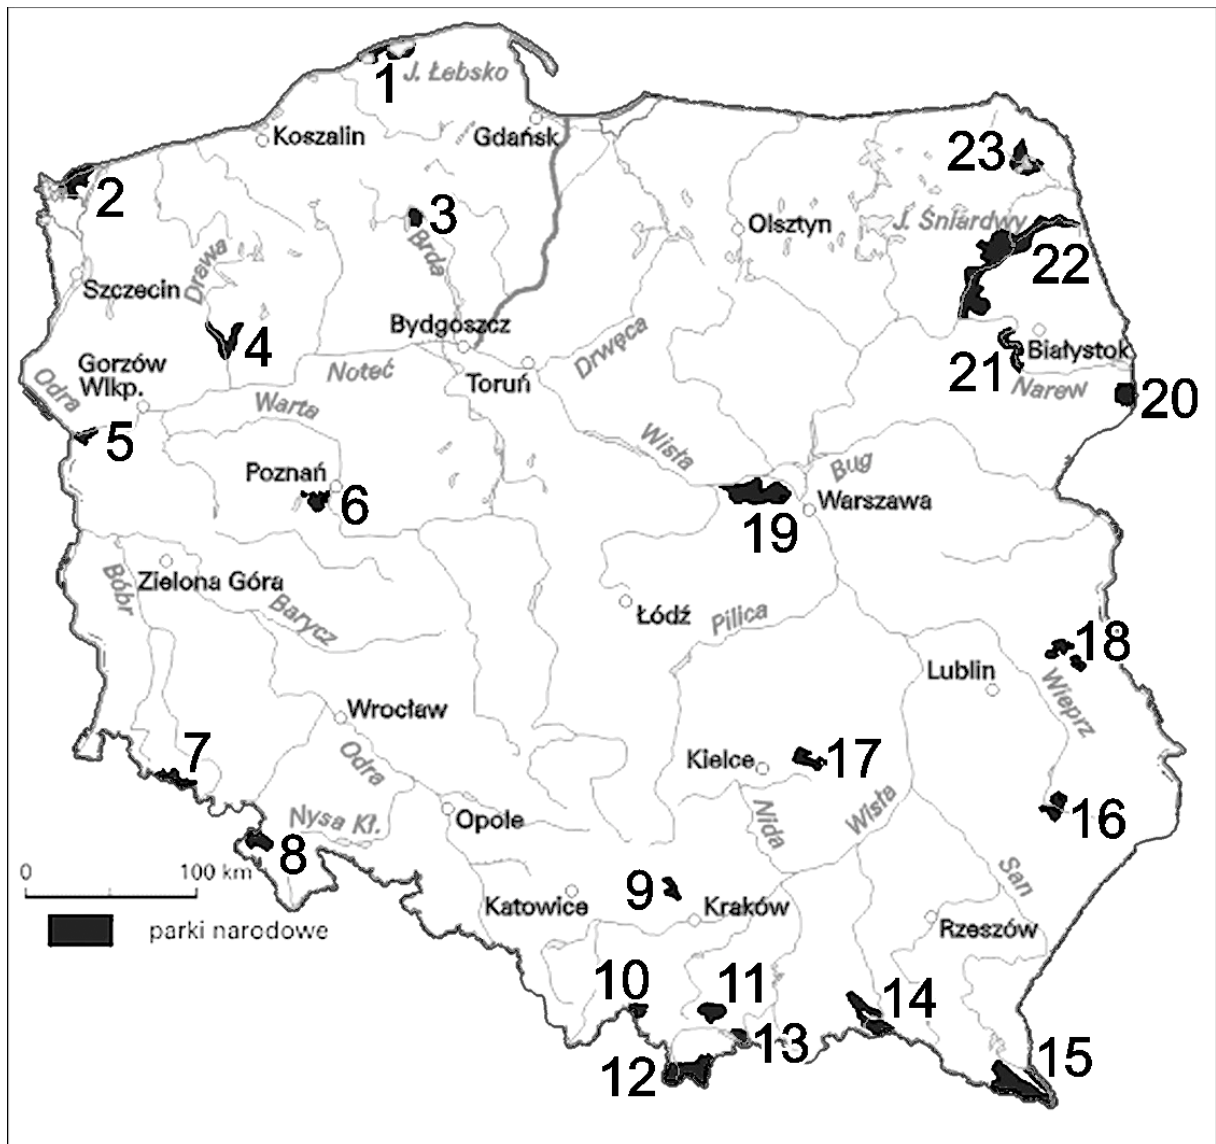 1
J. Łebsko
Koszalin
Gdańsk
23
2
3
Olsztyn
J. Śniardwy
Brda
Drawa
22
Szczecin
4
Bydgoszcz
Drwęca
Białystok
21
Gorzów
Wlkp.
Noteć
Toruń
Narew
20
Odra
Warta
5
Wisła
Bug
Poznań
6
Warszawa
19
Zielona Góra
Bóbr
Barycz
Łódź
Pilica
18
Lublin
Wieprz
Wrocław
7
Odra
Kielce
17
Nysa Kł.
Opole
Nida
Wisła
16
8
0
100 km
9
San
Katowice
Kraków
Rzeszów
parki narodowe
10
11
14
13
12
15